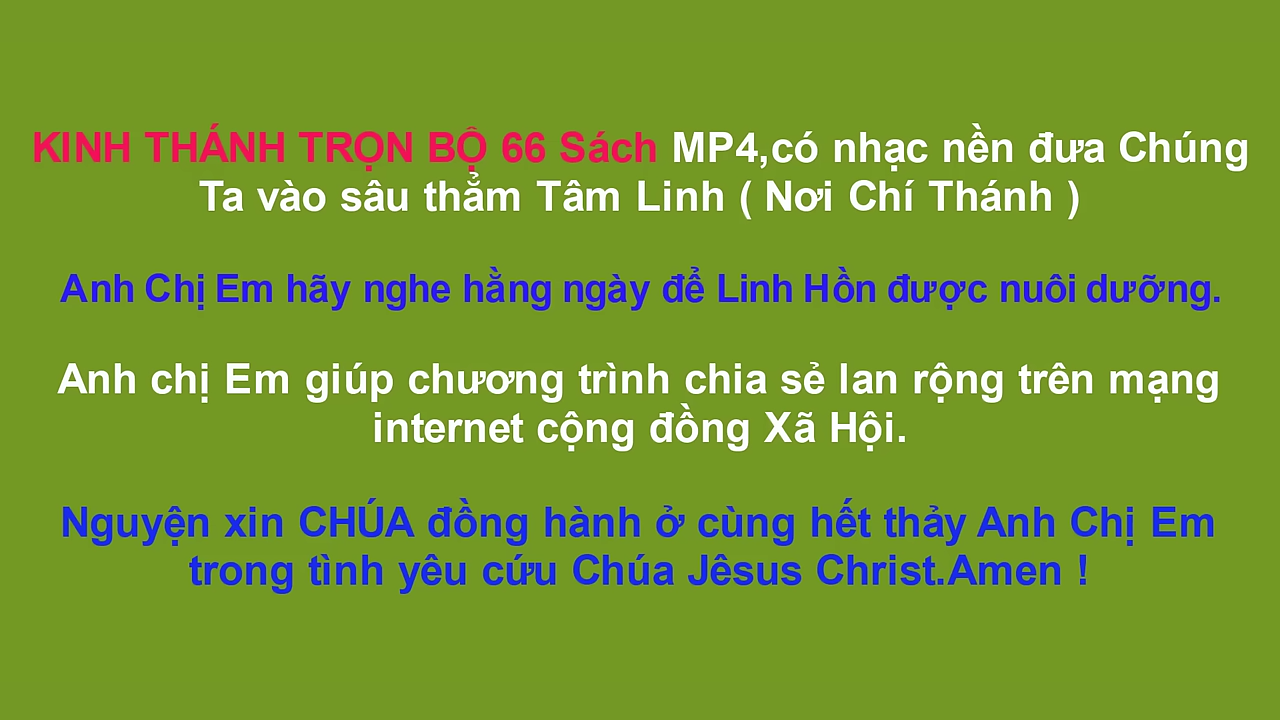 KINH THÁNH TRỌN BỘ 66 Sách MP4,có nhạc nền đưa Chúng
Ta vào sâu thẳm Tâm Linh ( Nơi Chí Thánh )
Anh Chị Em hãy nghe hằng ngày để Linh Hồn được nuôi dưỡng.
Anh chị Em giúp chương trình chia sẻ lan rộng trên mạng
internet cộng đồng Xã Hội.
Nguyện xin CHÚA đồng hành ở cùng hết thảy Anh Chị Em
trong tình yêu cứu Chúa Jêsus Christ.Amen !